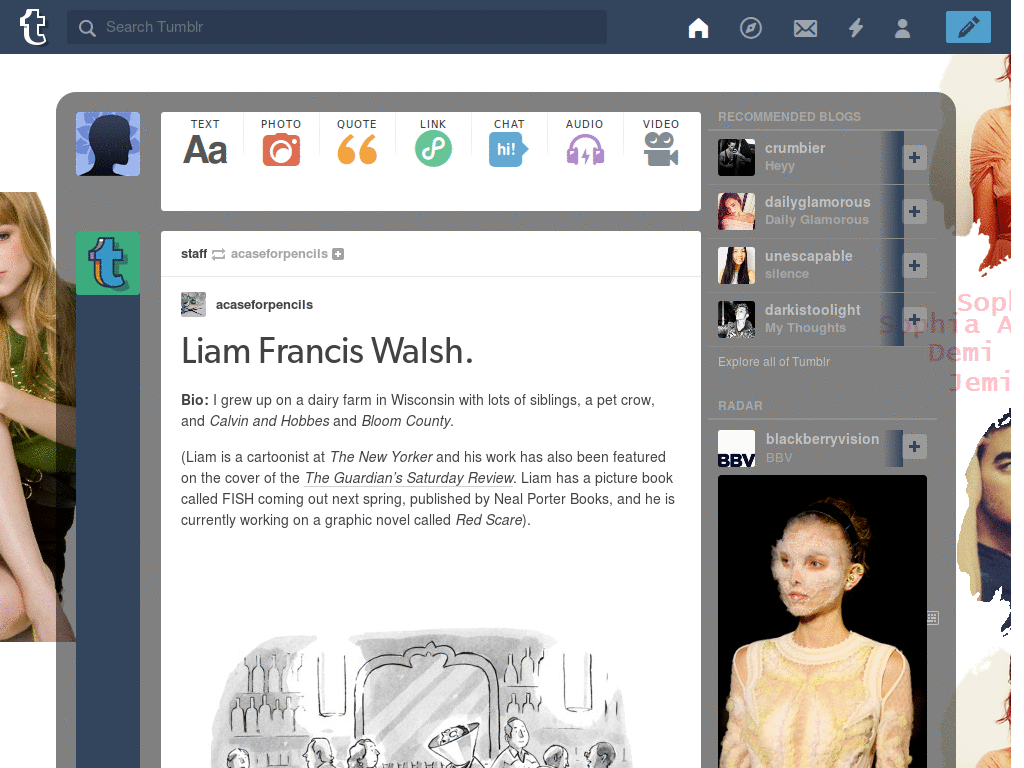 t
Search Tumblr
TEXT
Aa
PHOTO
QUOTE
LINK
CHAT
hi!
AUDIO
VIDEO
RECOMMENDED BLOGS
crumbier
Heyy
dailyglamorous
Daily Glamorous
unescapable
silence
darkistoolight
My Thoughts
Explore all of Tumblr
RADAR
blackberryvision
BBV
BBV
t
staff acaseforpencils
acaseforpencils
Liam Francis Walsh.
Bio: I grew up on a dairy farm in Wisconsin with lots of siblings, a pet crow,
and Calvin and Hobbes and Bloom County.
(Liam is a cartoonist at The New Yorker and his work has also been featured
on the cover of the The Guardian’s Saturday Review. Liam has a picture book
called FISH coming out next spring, published by Neal Porter Books, and he is
currently working on a graphic novel called Red Scare).
Sophia A
Demi
Jemi